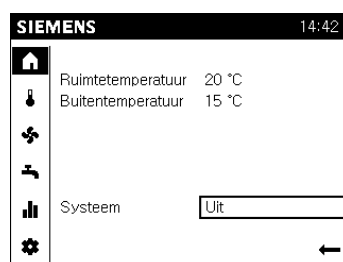 SIEMENS 14:42
Ruimtetemperatuur 20 °C
Buitentemperatuur 15 °C
Systeem Uit